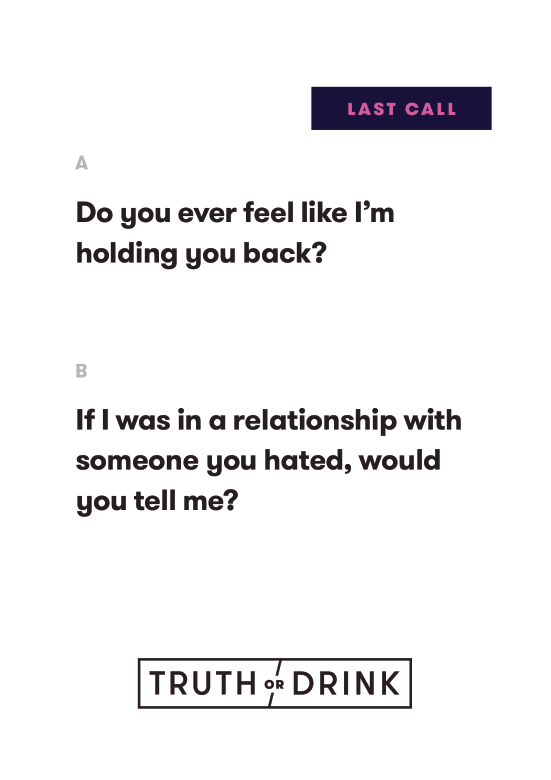 LAST CALL
A
Do you ever feel like I’m
holding you back?
B
If I was in a relationship with
someone you hated, would
you tell me?
TRUTH OR DRINK